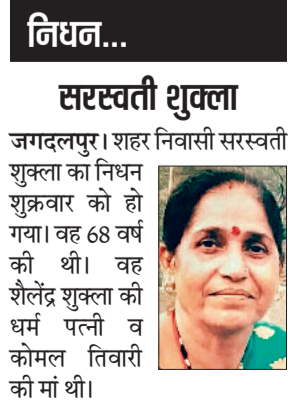 निधन...
सरस्वती शुक्ला
जगदलपुर। शहर निवासी सरस्वती
शुक्ला का निधन
शुक्रवार को हो
गया। वह 68 वर्ष
की थी। वह
शैलेंद्र शुक्ला की
धर्म पत्नी व
कोमल तिवारी
की मां थी।